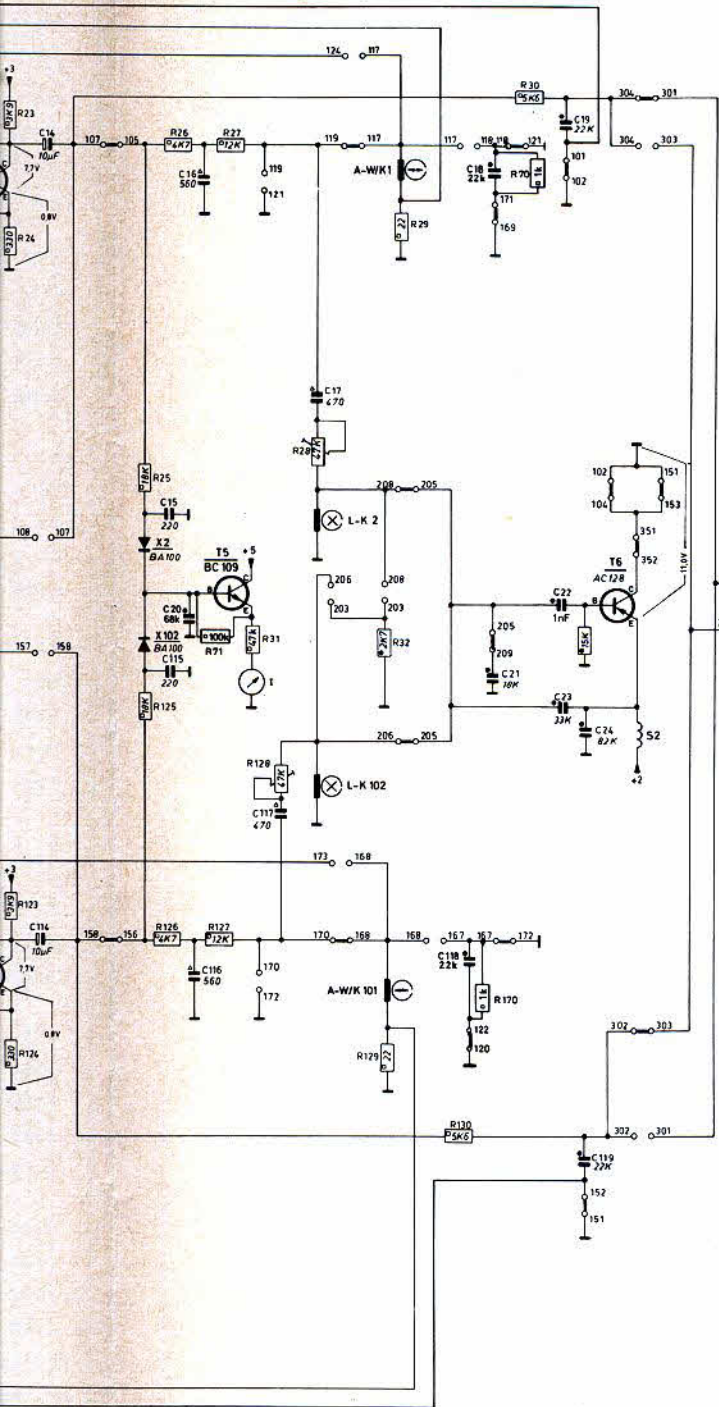 124 117
+3
R30
5K6
304 301
R23
3K9
C14
10µF
107 105
R26
4K7
R27
12K
119 117
117 118 119 121
C19
22K
304 303
7,7V
C
E
C16
560
119
121
A-W/K1
C18
22k
R70
1k
101
102
0,8V
R24
330
R29
22
171
169
C17
470
R28
47K
R25
18K
C15
220
208 205
102
104
151
153
108 107
X2
BA100
L-K 2
351
352
T5
BC 109
+5
206
203
208
203
T6
AC128
11,0V
B
C
E
C20
68k
C22
1nF
B
C
E
100k
R71
R31
47k
R32
2K7
205
209
15K
157 158
X102
BA100
C115
220
I
C21
18K
R125
18K
C23
33K
C24
82K
S2
206 205
R128
47K
L-K 102
+2
C117
470
173 168
+3
R123
3K9
C114
10µF
158 156
R126
4K7
R127
12K
170 168
168 167 167 172
C
7,7V
E
C116
560
170
172
A-W/K 101
C118
22k
R170
1k
0,8V
R124
330
R129
22
122
120
302 303
R130
5K6
302 301
C119
22K
152
151